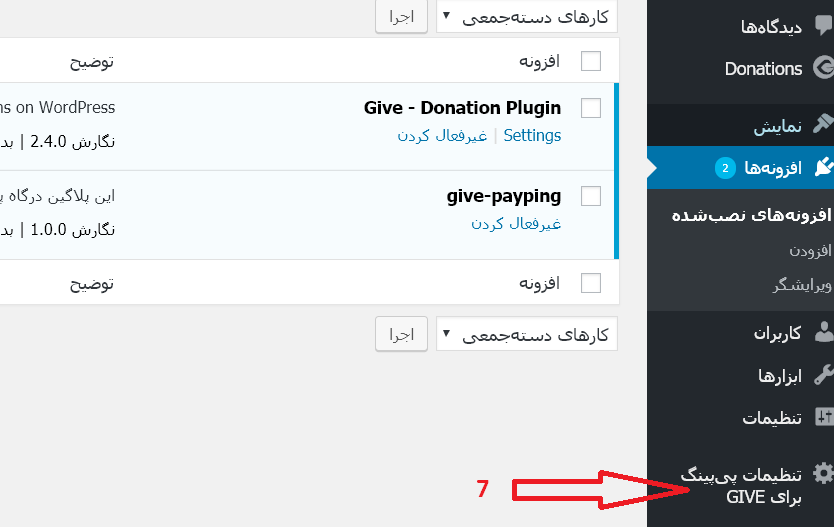 دیدگاه‌ها
Donations
نمایش
افزونه‌ها 2
افزونه‌های نصب‌شده
افزودن
ویرایشگر
کاربران
ابزارها
تنظیمات
تنظیمات پی‌پینگ
برای GIVE
7
کارهای دسته‌جمعی
اجرا
افزونه
توضیح
Give - Donation Plugin
Settings | غیرفعال کردن
ns on WordPress
نگارش 2.4.0 |
give-payping
غیرفعال کردن
این پلاگین درگاه
نگارش 1.0.0 |
افزونه
توضیح
کارهای دسته‌جمعی
اجرا